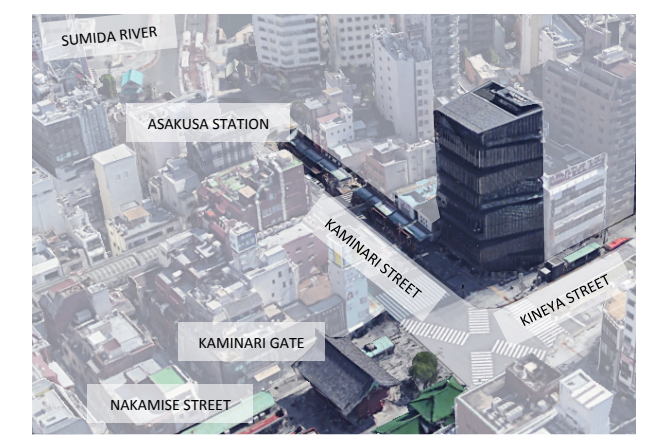 SUMIDA RIVER
ASAKUSA STATION
KAMINARI STREET
KINEYA STREET
KAMINARI GATE
NAKAMISE STREET